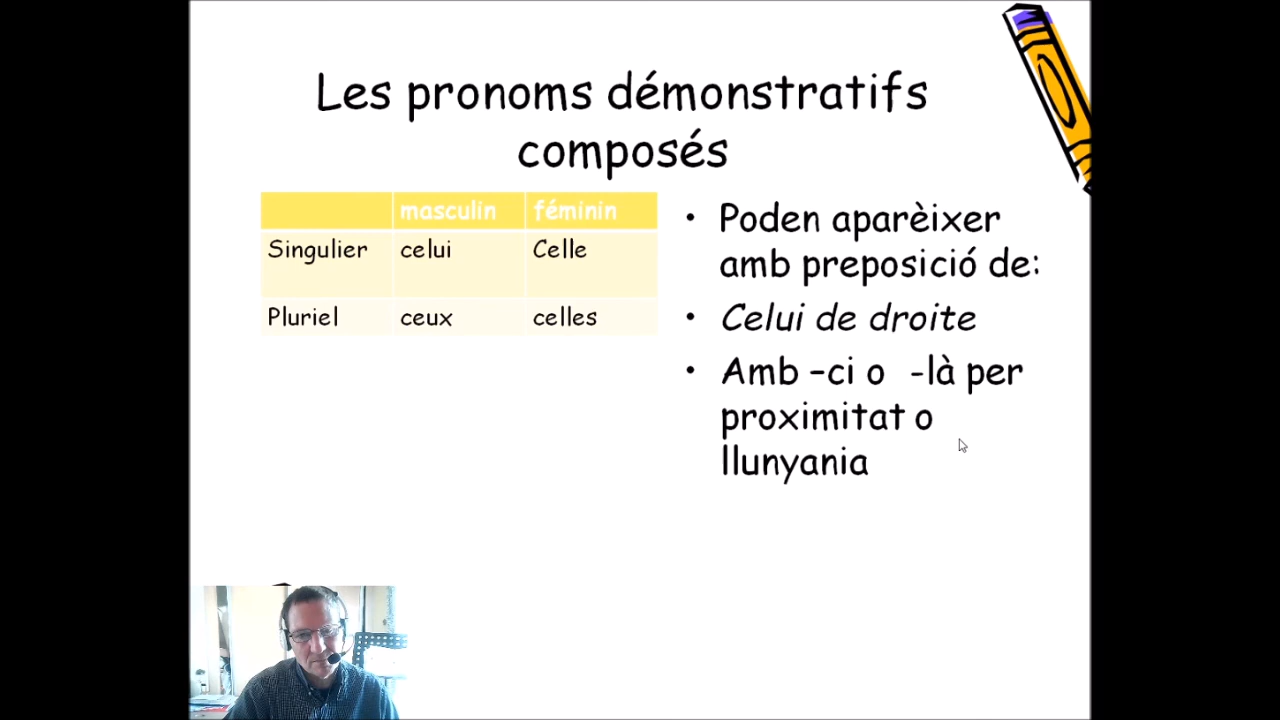 Les pronoms démonstratifs
composés
masculin féminin
Singulier celui Celle
Pluriel ceux celles
• Poden aparèixer
amb preposició de:
• Celui de droite
• Amb –ci o -là per
proximitat o
llunyania